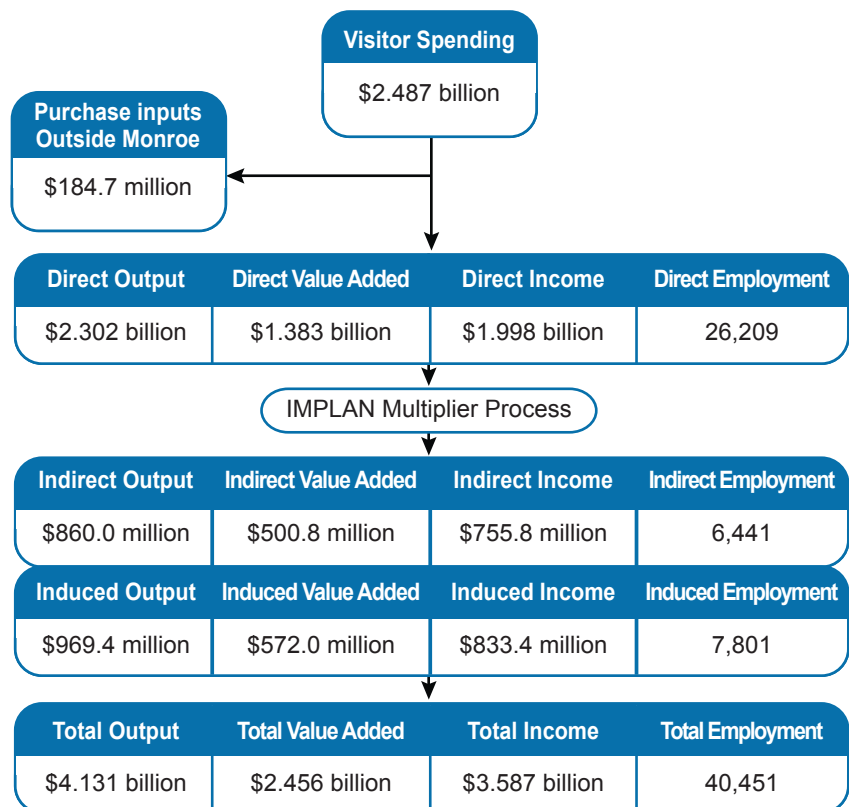 Visitor Spending
$2.487 billion
Purchase inputs
Outside Monroe
$184.7 million
Direct Output Direct Value Added Direct Income Direct Employment
$2.302 billion $1.383 billion $1.998 billion 26,209
IMPLAN Multiplier Process
Indirect Output Indirect Value Added Indirect Income Indirect Employment
$860.0 million $500.8 million $755.8 million 6,441
Induced Output Induced Value Added Induced Income Induced Employment
$969.4 million $572.0 million $833.4 million 7,801
Total Output Total Value Added Total Income Total Employment
$4.131 billion $2.456 billion $3.587 billion 40,451